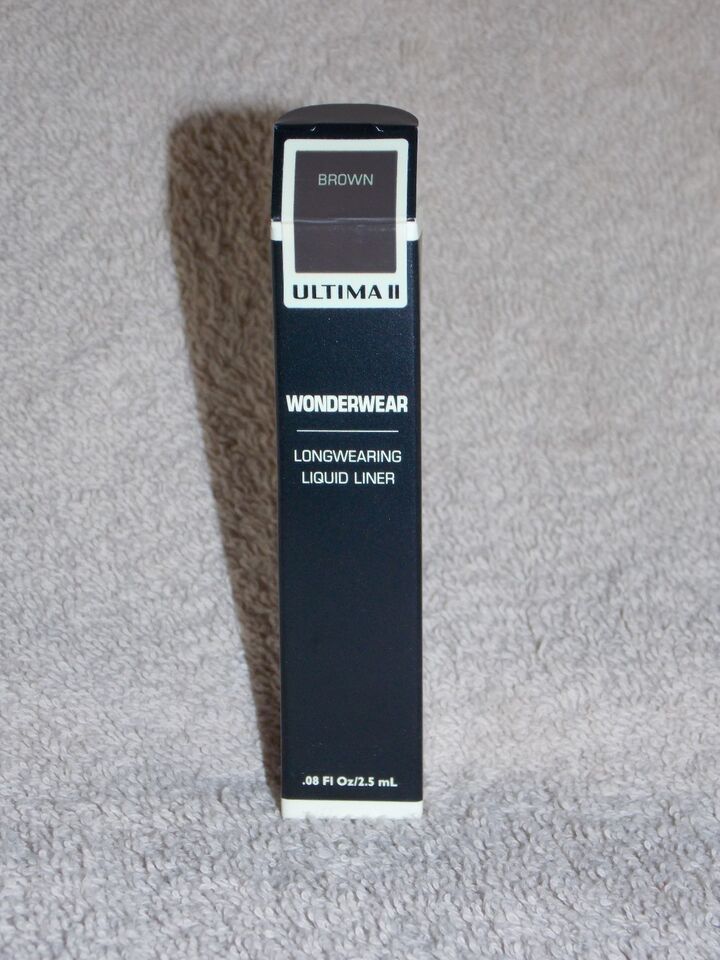 BROWN
ULTIMA II
WONDERWEAR
LONGWEARING
LIQUID LINER
.08 Fl Oz/2.5 mL